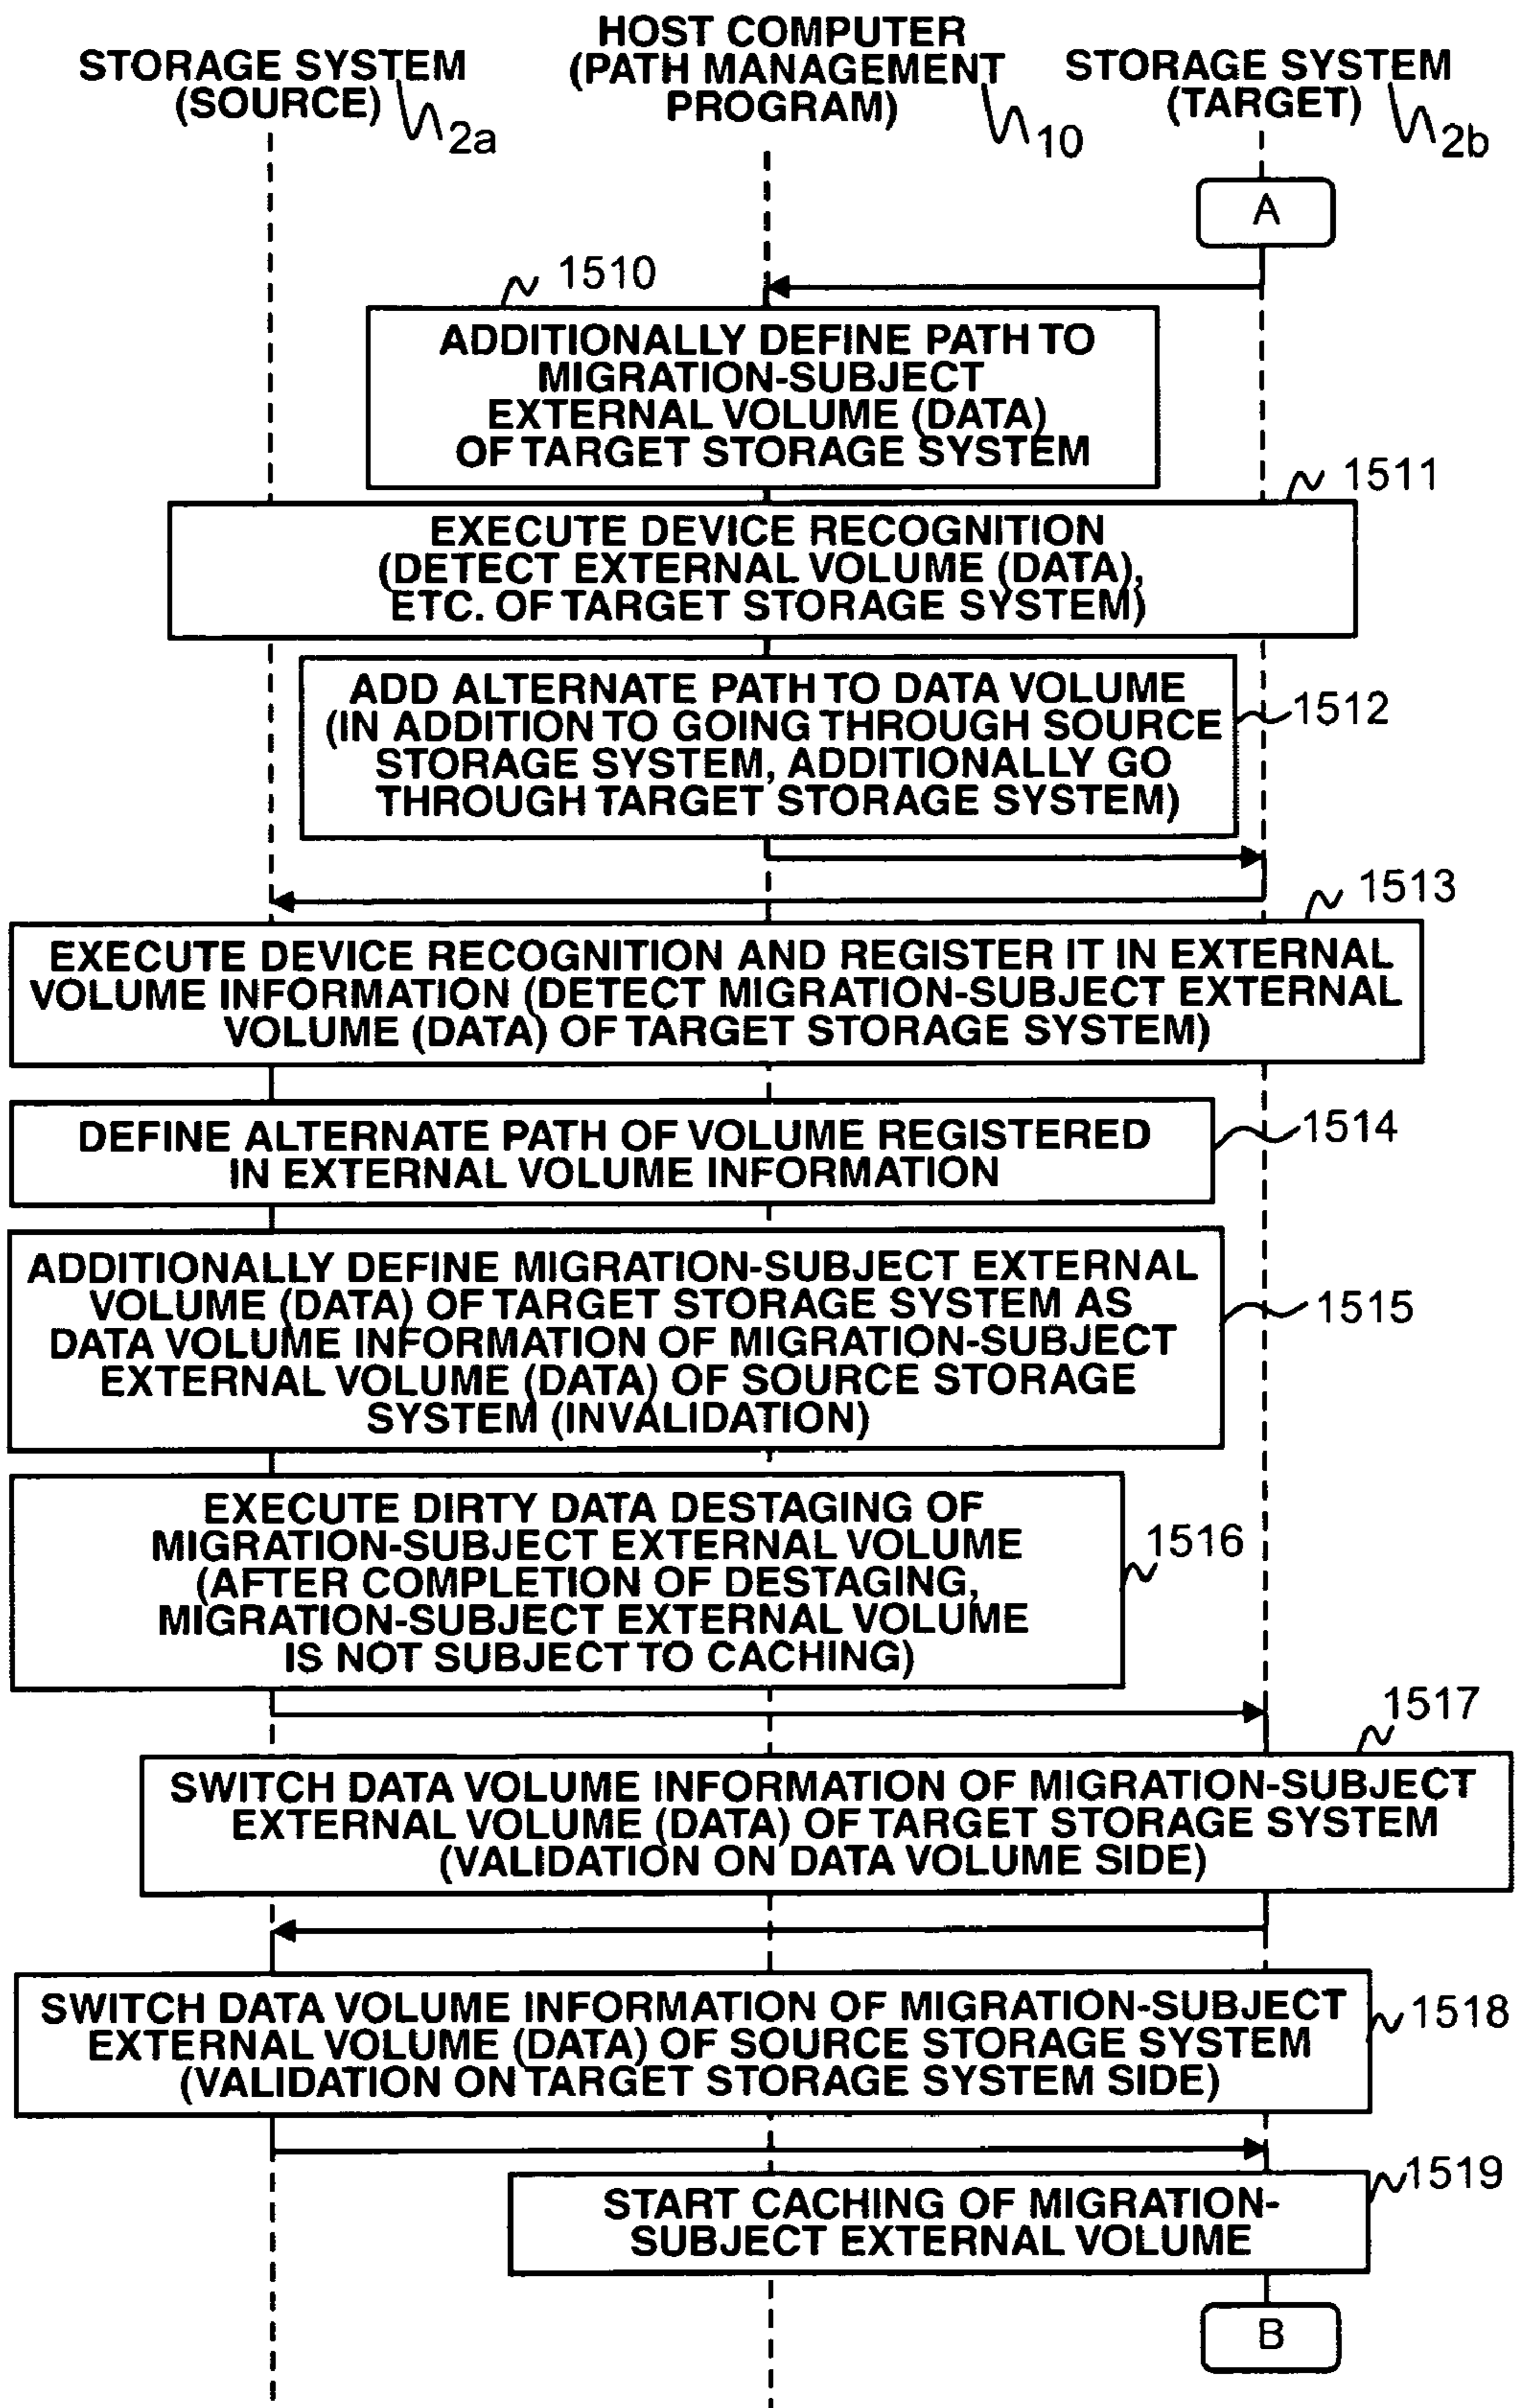 STORAGE SYSTEM
(SOURCE)
2a
HOST COMPUTER
(PATH MANAGEMENT
PROGRAM)
10
STORAGE SYSTEM
(TARGET)
2b
A
1510
ADDITIONALLY DEFINE PATH TO
MIGRATION-SUBJECT
EXTERNAL VOLUME (DATA)
OF TARGET STORAGE SYSTEM
1511
EXECUTE DEVICE RECOGNITION
(DETECT EXTERNAL VOLUME (DATA),
ETC. OF TARGET STORAGE SYSTEM)
ADD ALTERNATE PATH TO DATA VOLUME
(IN ADDITION TO GOING THROUGH SOURCE
STORAGE SYSTEM, ADDITIONALLY GO
THROUGH TARGET STORAGE SYSTEM)
1512
1513
EXECUTE DEVICE RECOGNITION AND REGISTER IT IN EXTERNAL
VOLUME INFORMATION (DETECT MIGRATION-SUBJECT EXTERNAL
VOLUME (DATA) OF TARGET STORAGE SYSTEM)
DEFINE ALTERNATE PATH OF VOLUME REGISTERED
IN EXTERNAL VOLUME INFORMATION
1514
ADDITIONALLY DEFINE MIGRATION-SUBJECT EXTERNAL
VOLUME (DATA) OF TARGET STORAGE SYSTEM AS
DATA VOLUME INFORMATION OF MIGRATION-SUBJECT
EXTERNAL VOLUME (DATA) OF SOURCE STORAGE
SYSTEM (INVALIDATION)
1515
EXECUTE DIRTY DATA DESTAGING OF
MIGRATION-SUBJECT EXTERNAL VOLUME
(AFTER COMPLETION OF DESTAGING,
MIGRATION-SUBJECT EXTERNAL VOLUME
IS NOT SUBJECT TO CACHING)
1516
1517
SWITCH DATA VOLUME INFORMATION OF MIGRATION-SUBJECT
EXTERNAL VOLUME (DATA) OF TARGET STORAGE SYSTEM
(VALIDATION ON DATA VOLUME SIDE)
SWITCH DATA VOLUME INFORMATION OF MIGRATION-SUBJECT
EXTERNAL VOLUME (DATA) OF SOURCE STORAGE SYSTEM
(VALIDATION ON TARGET STORAGE SYSTEM SIDE)
1518
1519
START CACHING OF MIGRATION-
SUBJECT EXTERNAL VOLUME
B